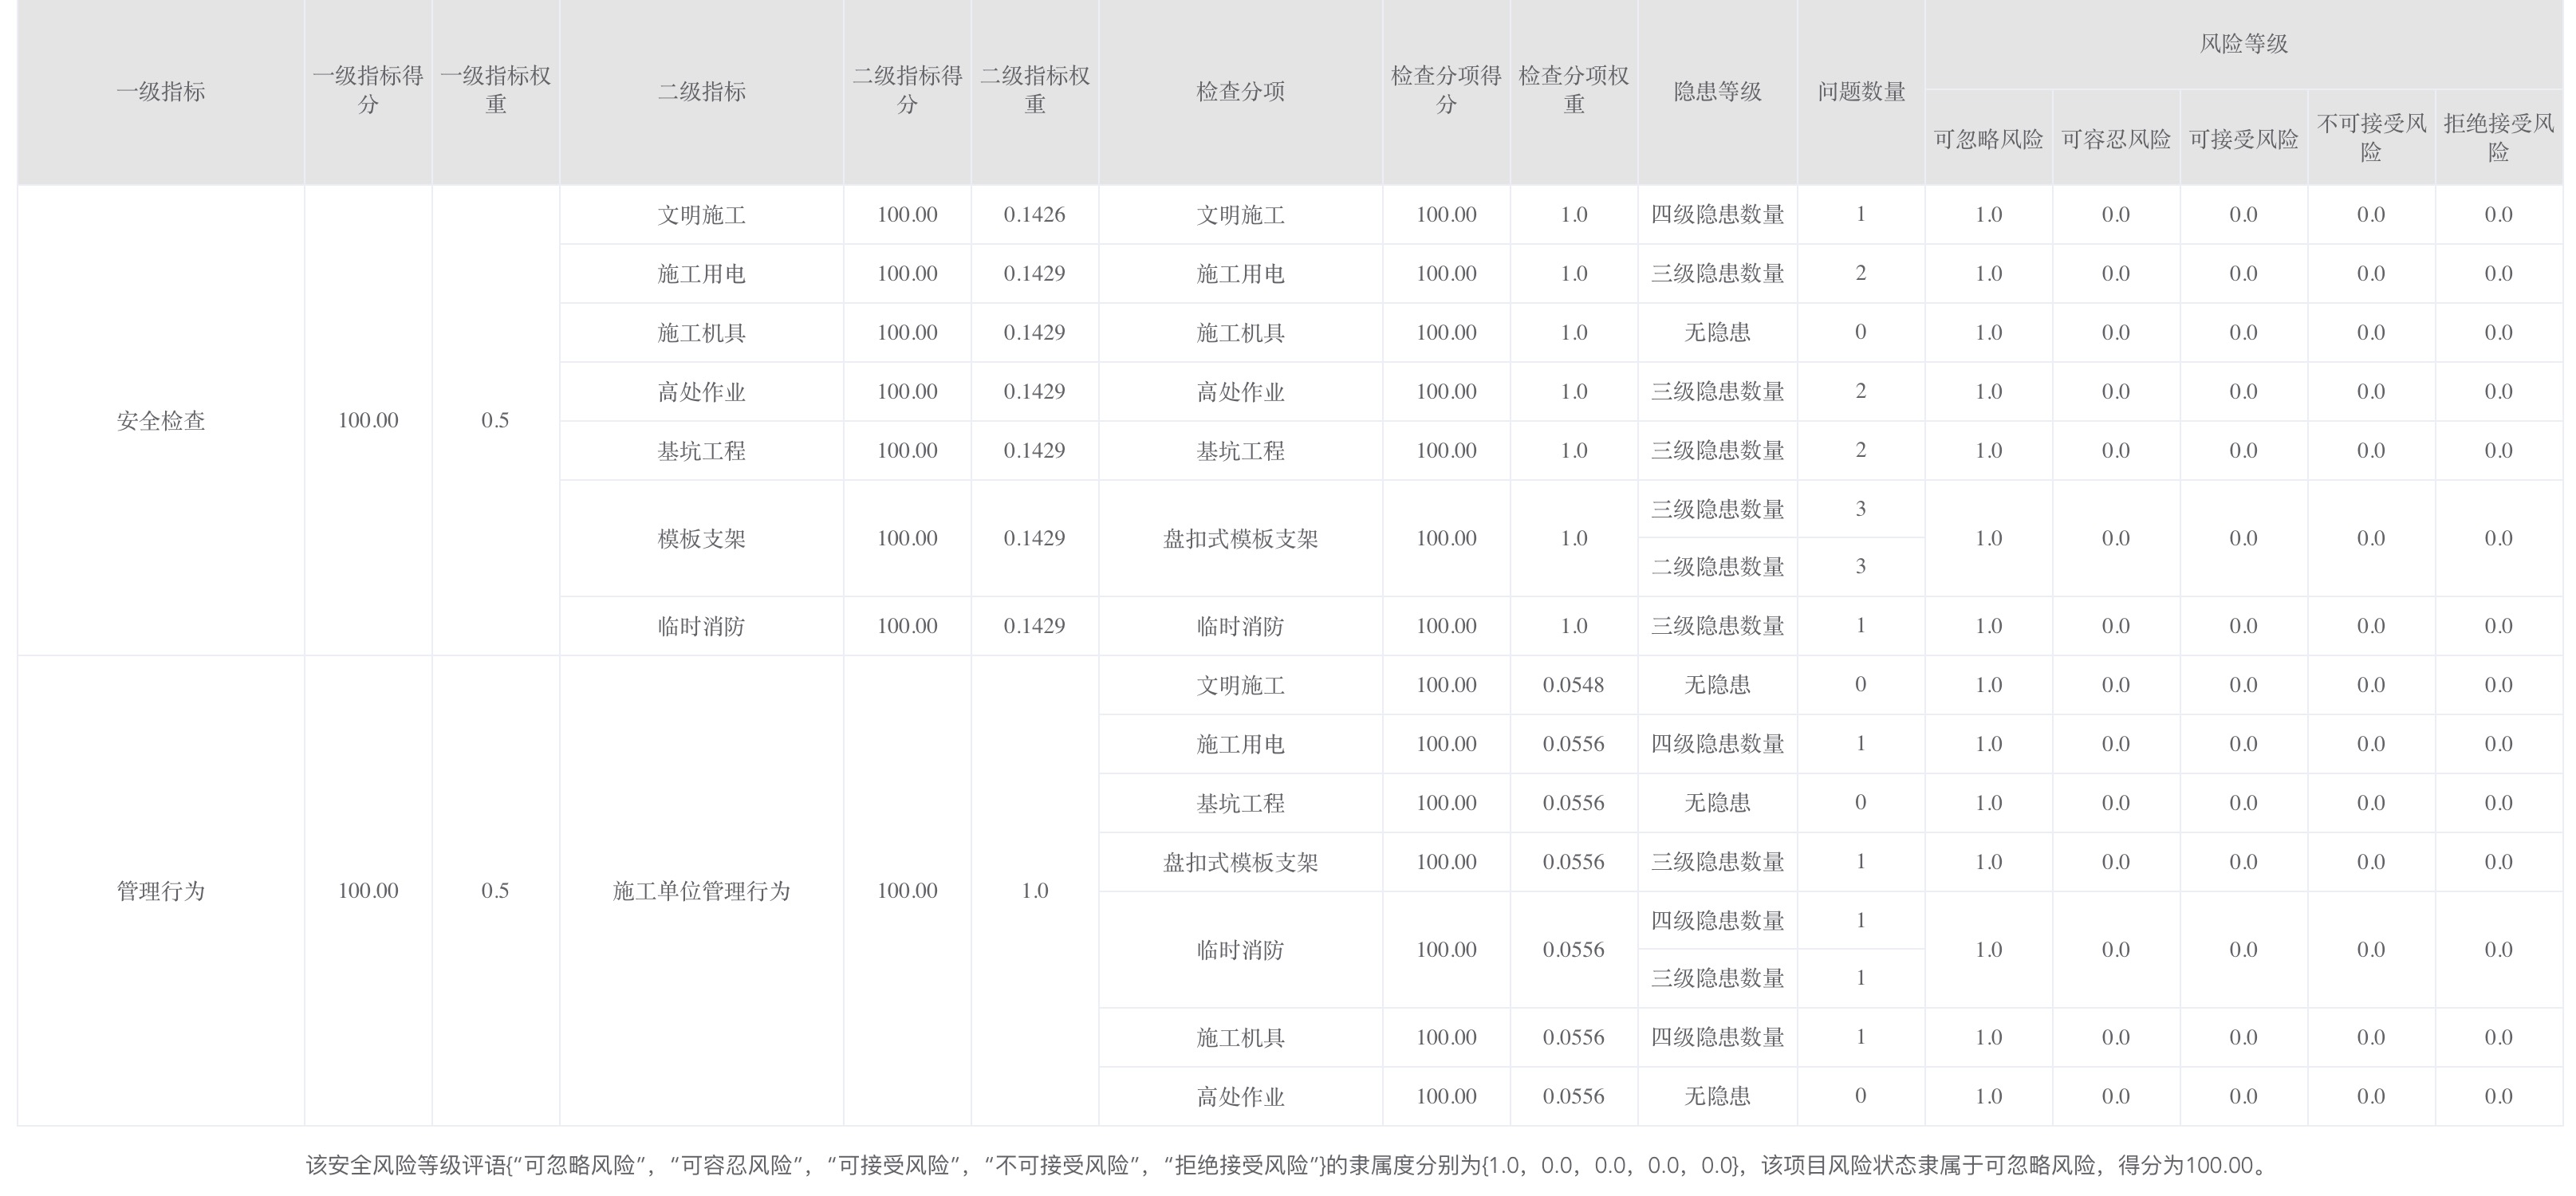 一级指标 一级指标得分 一级指标权重 二级指标 二级指标得分 二级指标权重 检查分项 检查分项得分 检查分项权重 隐患等级 问题数量 风险等级
可忽略风险 可容忍风险 可接受风险 不可接受风险 拒绝接受风险
安全检查 100.00 0.5 文明施工 100.00 0.1426 文明施工 100.00 1.0 四级隐患数量 1 1.0 0.0 0.0 0.0 0.0
施工用电 100.00 0.1429 施工用电 100.00 1.0 三级隐患数量 2 1.0 0.0 0.0 0.0 0.0
施工机具 100.00 0.1429 施工机具 100.00 1.0 无隐患 0 1.0 0.0 0.0 0.0 0.0
高处作业 100.00 0.1429 高处作业 100.00 1.0 三级隐患数量 2 1.0 0.0 0.0 0.0 0.0
基坑工程 100.00 0.1429 基坑工程 100.00 1.0 三级隐患数量 2 1.0 0.0 0.0 0.0 0.0
模板支架 100.00 0.1429 盘扣式模板支架 100.00 1.0 三级隐患数量 3 1.0 0.0 0.0 0.0 0.0
二级隐患数量 3
临时消防 100.00 0.1429 临时消防 100.00 1.0 三级隐患数量 1 1.0 0.0 0.0 0.0 0.0
管理行为 100.00 0.5 施工单位管理行为 100.00 1.0 文明施工 100.00 0.0548 无隐患 0 1.0 0.0 0.0 0.0 0.0
施工用电 100.00 0.0556 四级隐患数量 1 1.0 0.0 0.0 0.0 0.0
基坑工程 100.00 0.0556 无隐患 0 1.0 0.0 0.0 0.0 0.0
盘扣式模板支架 100.00 0.0556 三级隐患数量 1 1.0 0.0 0.0 0.0 0.0
临时消防 100.00 0.0556 四级隐患数量 1 1.0 0.0 0.0 0.0 0.0
三级隐患数量 1
施工机具 100.00 0.0556 四级隐患数量 1 1.0 0.0 0.0 0.0 0.0
高处作业 100.00 0.0556 无隐患 0 1.0 0.0 0.0 0.0 0.0
该安全风险等级评语{“可忽略风险”，“可容忍风险”，“可接受风险”，“不可接受风险”，“拒绝接受风险”}的隶属度分别为{1.0，0.0，0.0，0.0，0.0}，该项目风险状态隶属于可忽略风险，得分为100.00。